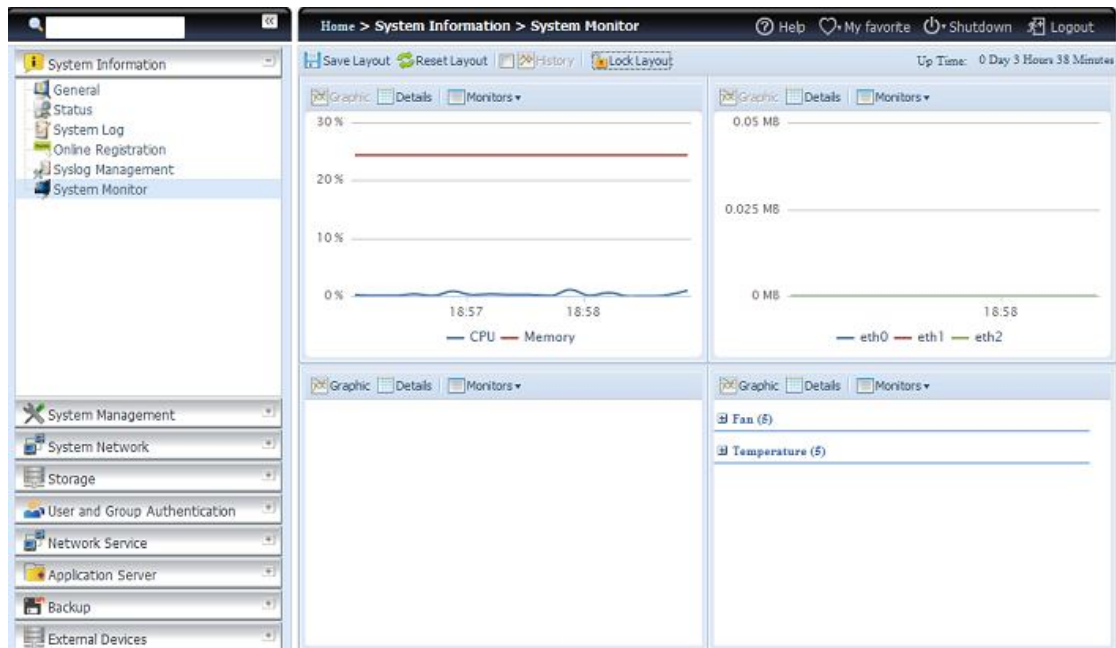 Home > System Information > System Monitor
Help My favorite Shutdown Logout
System Information
General
Status
System Log
Online Registration
Syslog Management
System Monitor
System Management
System Network
Storage
User and Group Authentication
Network Service
Application Server
Backup
External Devices
Save Layout Reset Layout History Lock Layout
Up Time: 0 Day 3 Hours 38 Minutes
Graphic Details Monitors
30 %
20 %
10 %
0 %
18:57 18:58
CPU Memory
Graphic Details Monitors
0.05 MB
0.025 MB
0 MB
18:58
eth0 eth1 eth2
Graphic Details Monitors
Graphic Details Monitors
Fan (5)
Temperature (5)